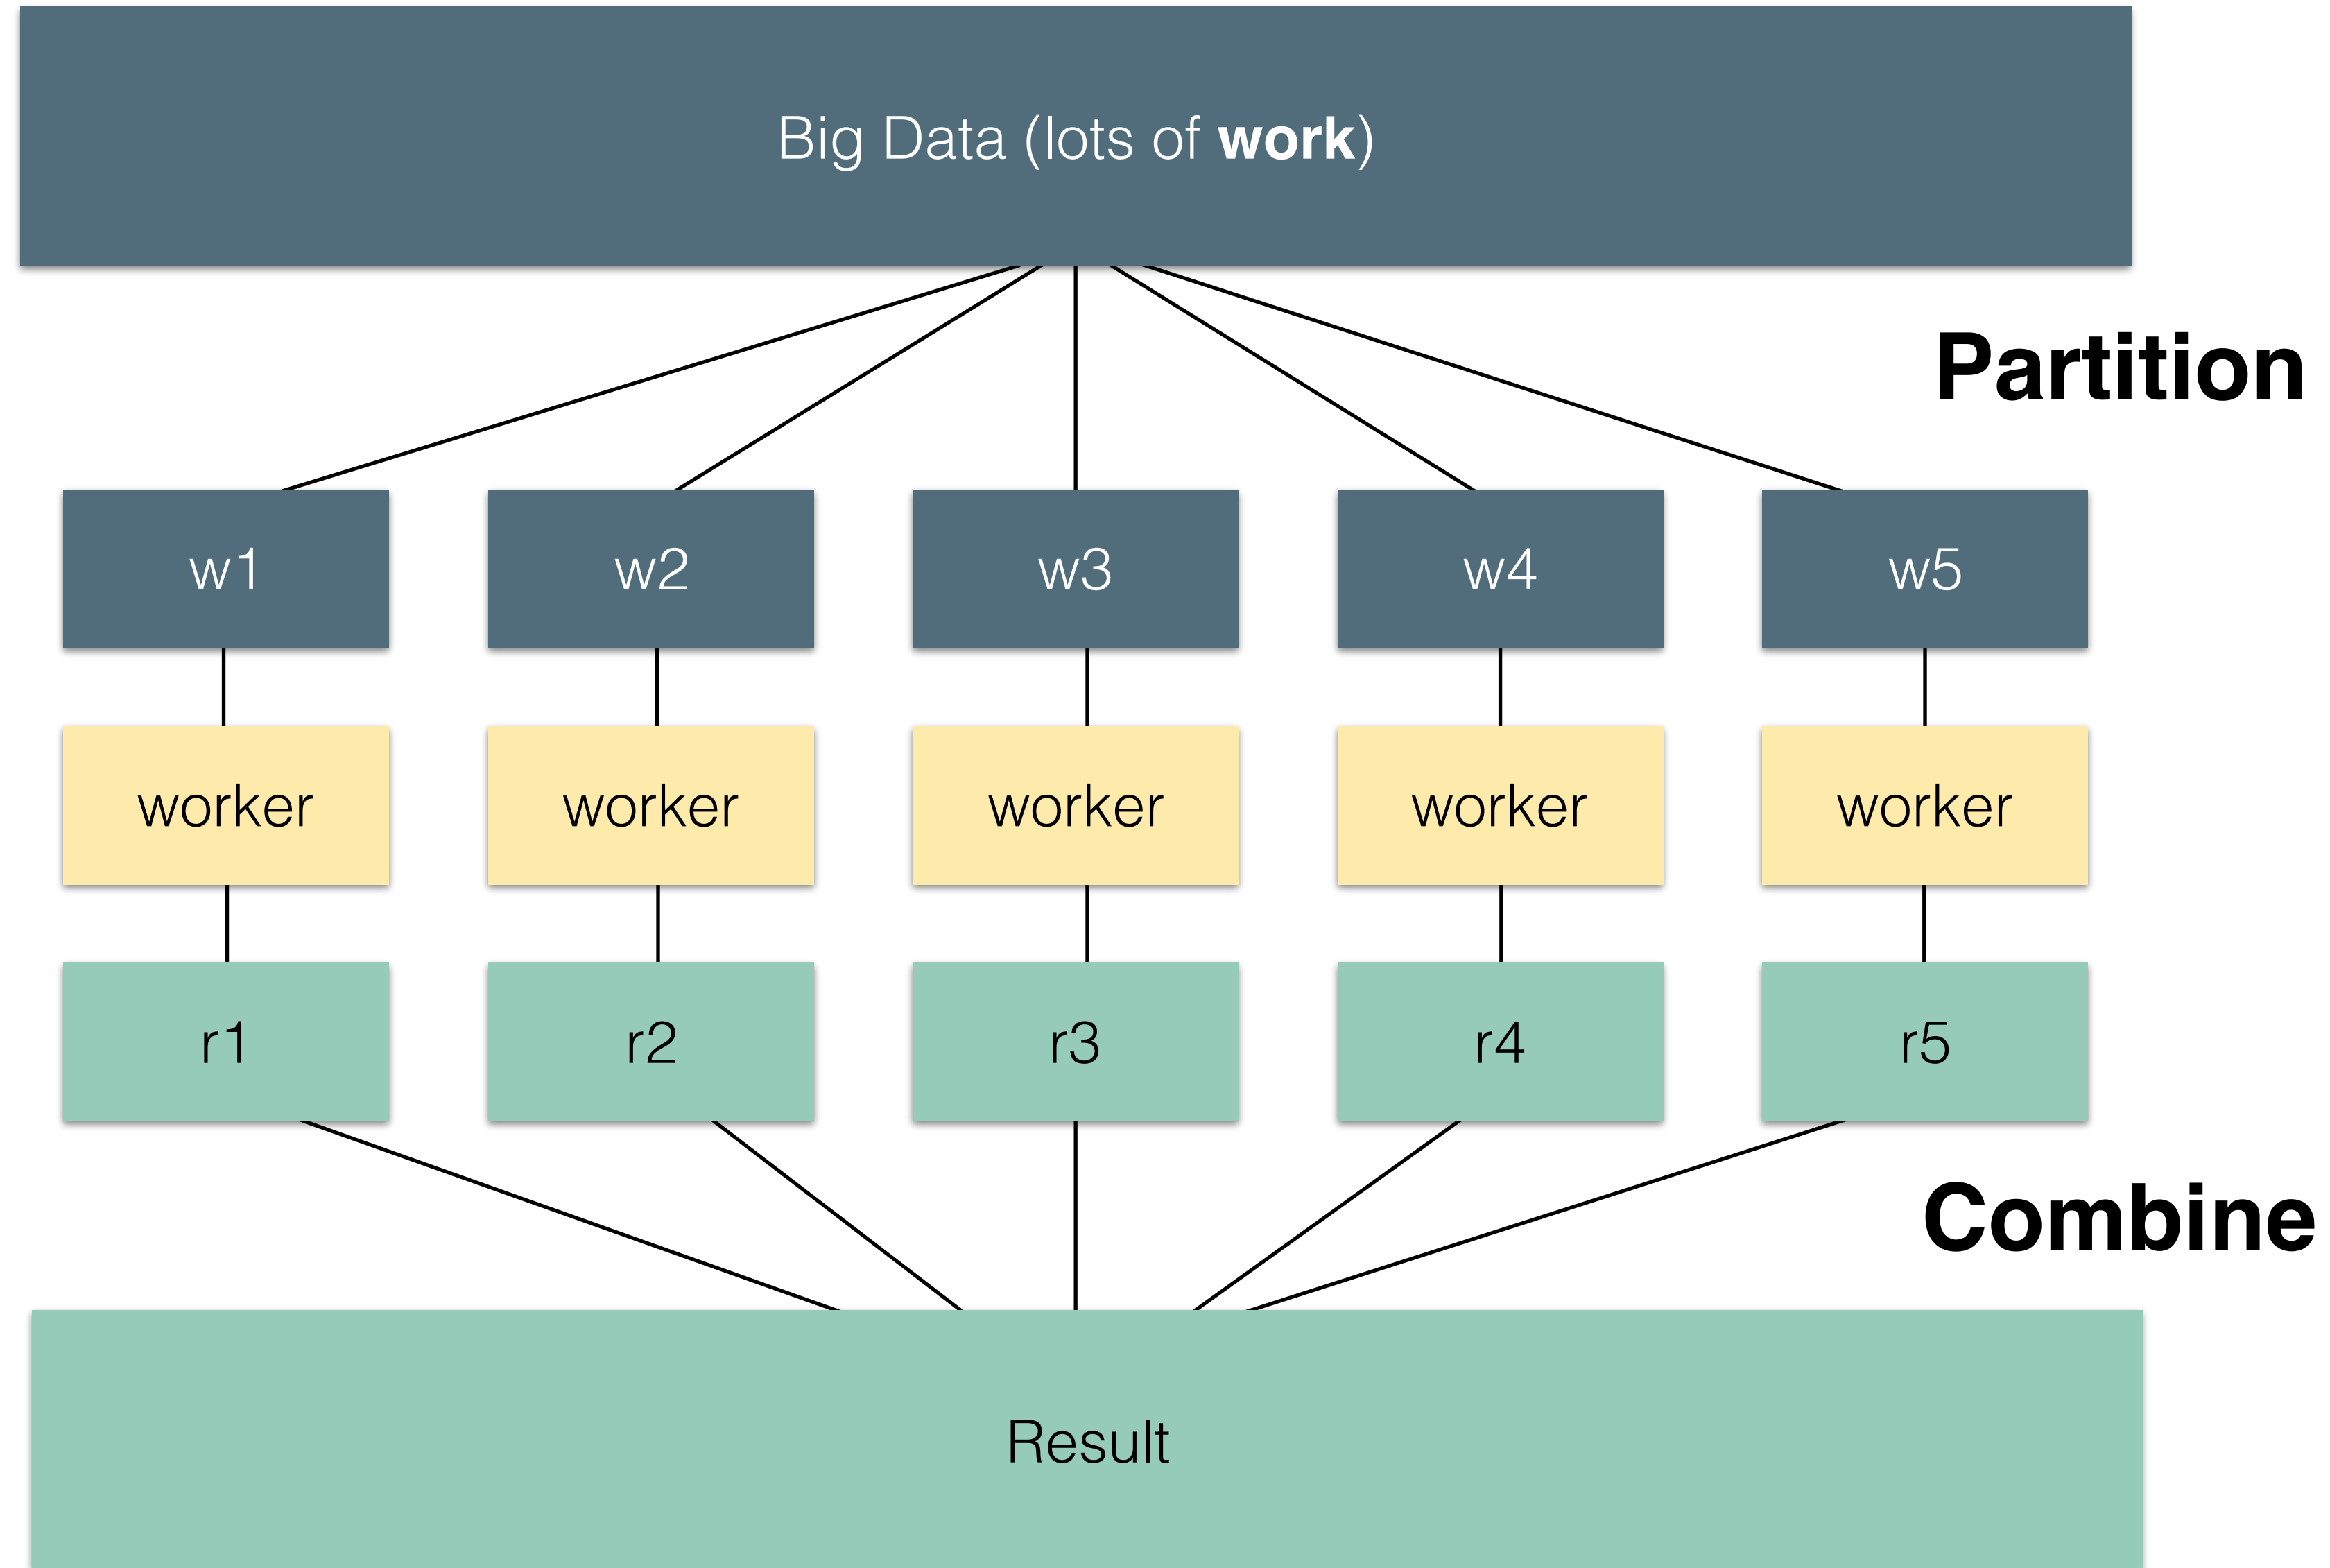 Big Data (lots of work)
Partition
w1 w2 w3 w4 w5
worker worker worker worker worker
r1 r2 r3 r4 r5
Combine
Result